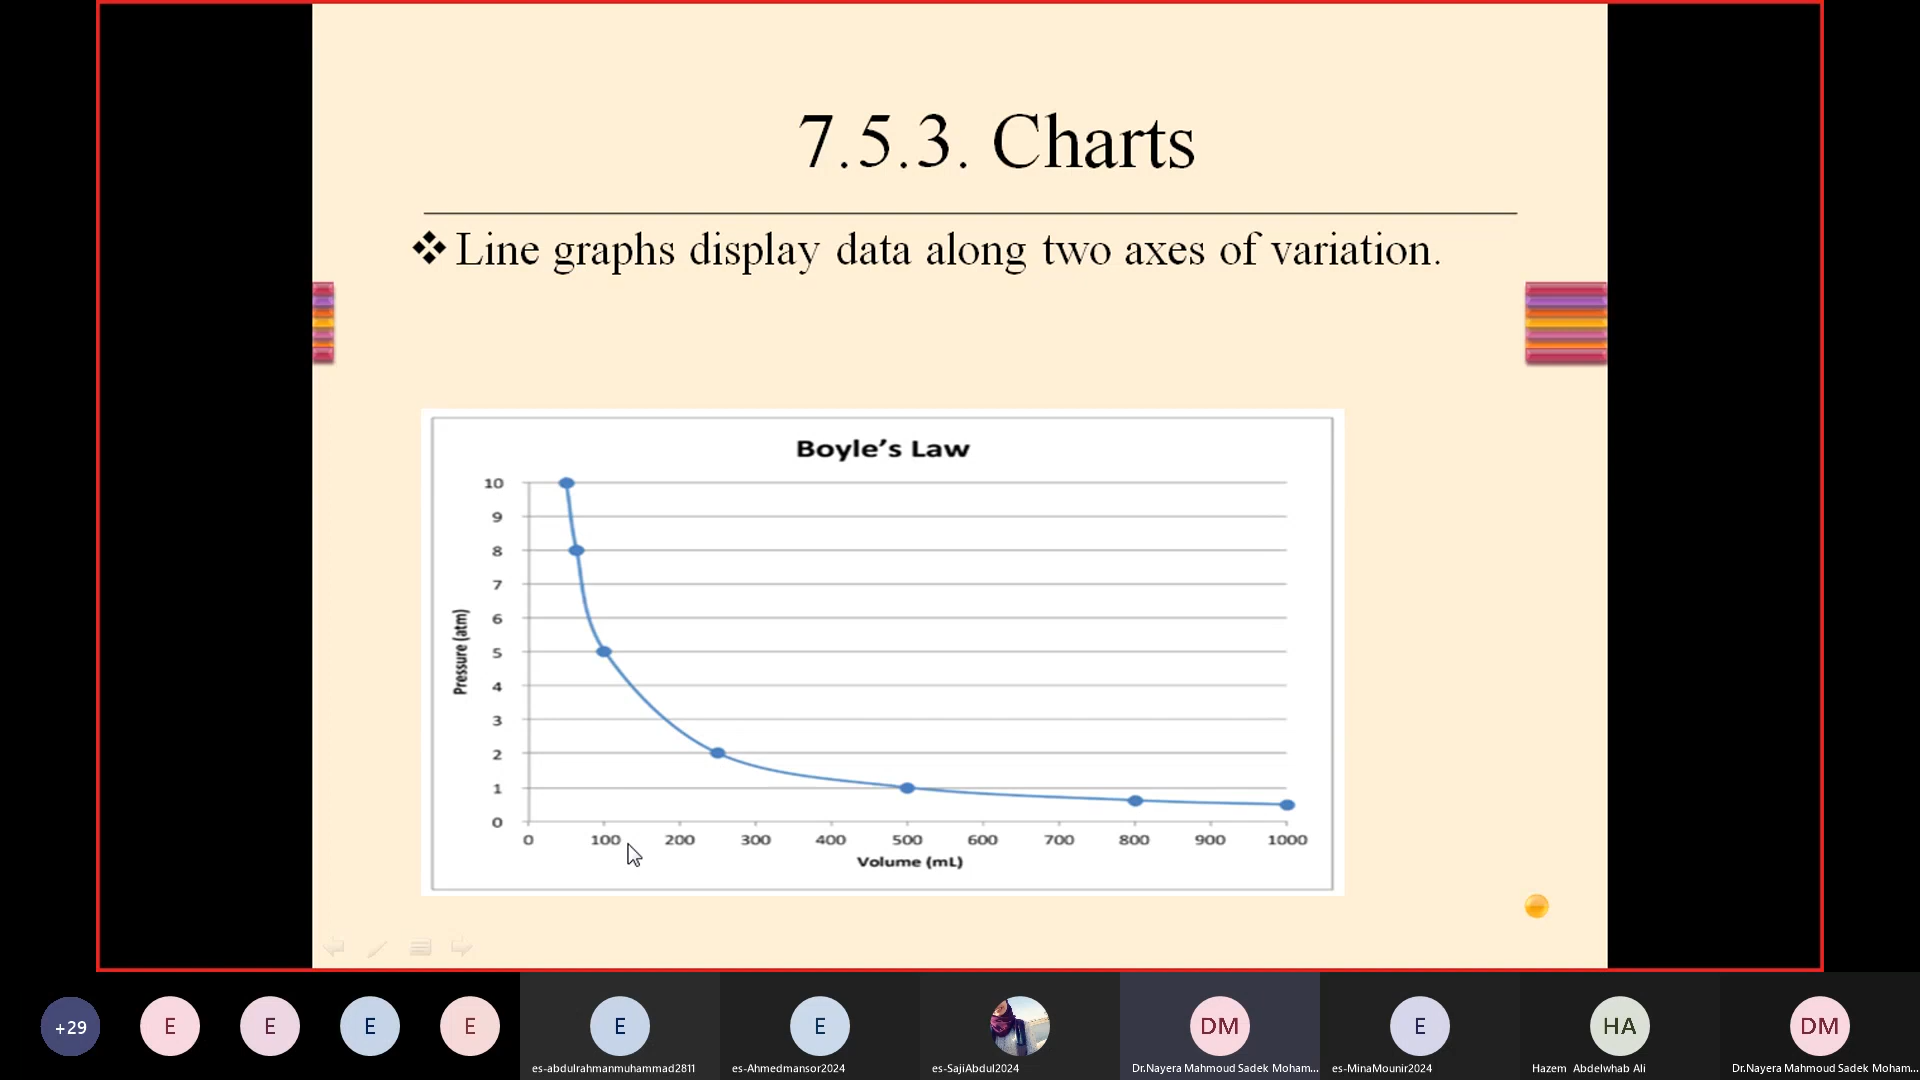 7.5.3. Charts
❖ Line graphs display data along two axes of variation.
Boyle’s Law
10
9
8
7
6
5
4
3
2
1
0
Pressure (atm)
0 100 200 300 400 500 600 700 800 900 1000
Volume (mL)
+29 E E E E E E DM E HA DM
es-abdulrahmanmuhammad2811 es-Ahmedmansor2024 es-SajiAbdul2024 Dr.Nayera Mahmoud Sadek Moham... es-MinaMounir2024 Hazem Abdelwhab Ali Dr.Nayera Mahmoud Sadek Moham...